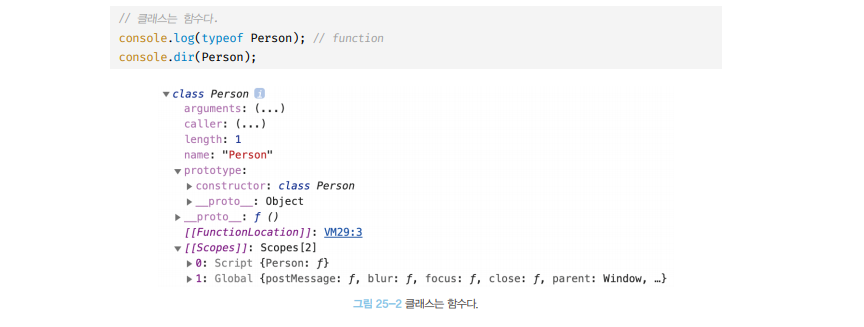 // 클래스는 함수다.
console.log(typeof Person); // function
console.dir(Person);
▼class Person i
arguments: (...)
caller: (...)
length: 1
name: "Person"
▼prototype:
▶constructor: class Person
▶__proto__: Object
▶__proto__: ƒ ()
[[FunctionLocation]]: VM29:3
▼[[Scopes]]: Scopes[2]
▶0: Script {Person: ƒ}
▶1: Global {postMessage: ƒ, blur: ƒ, focus: ƒ, close: ƒ, parent: Window, …}
그림 25-2 클래스는 함수다.